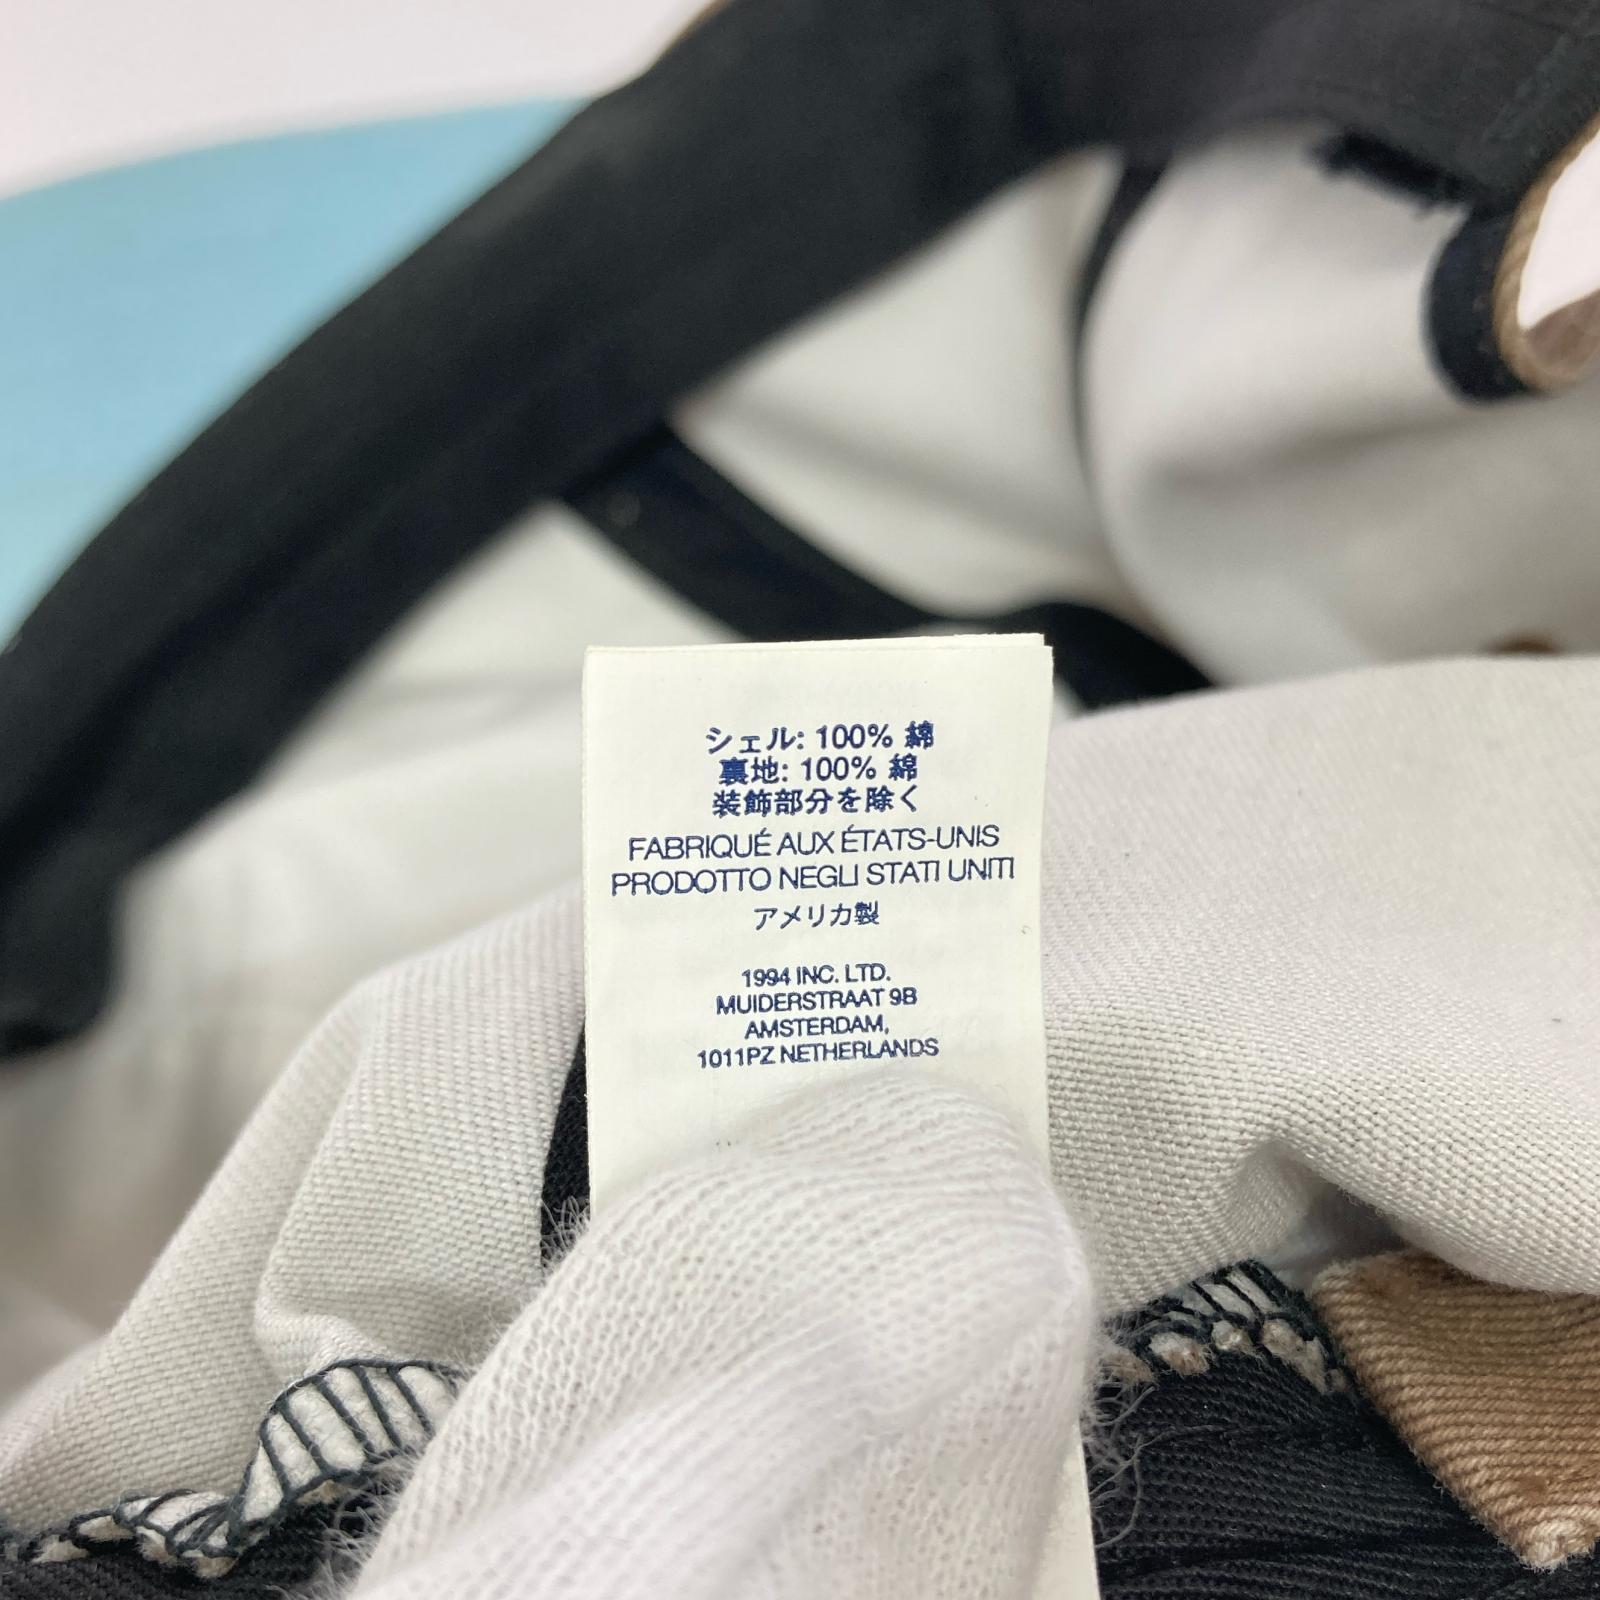 シェル: 100% 綿
裏地: 100% 綿
装飾部分を除く
FABRIQUÉ AUX ÉTATS-UNIS
PRODOTTO NEGLI STATI UNITI
アメリカ製
1994 INC. LTD.
MUIDERSTRAAT 9B
AMSTERDAM,
1011PZ NETHERLANDS